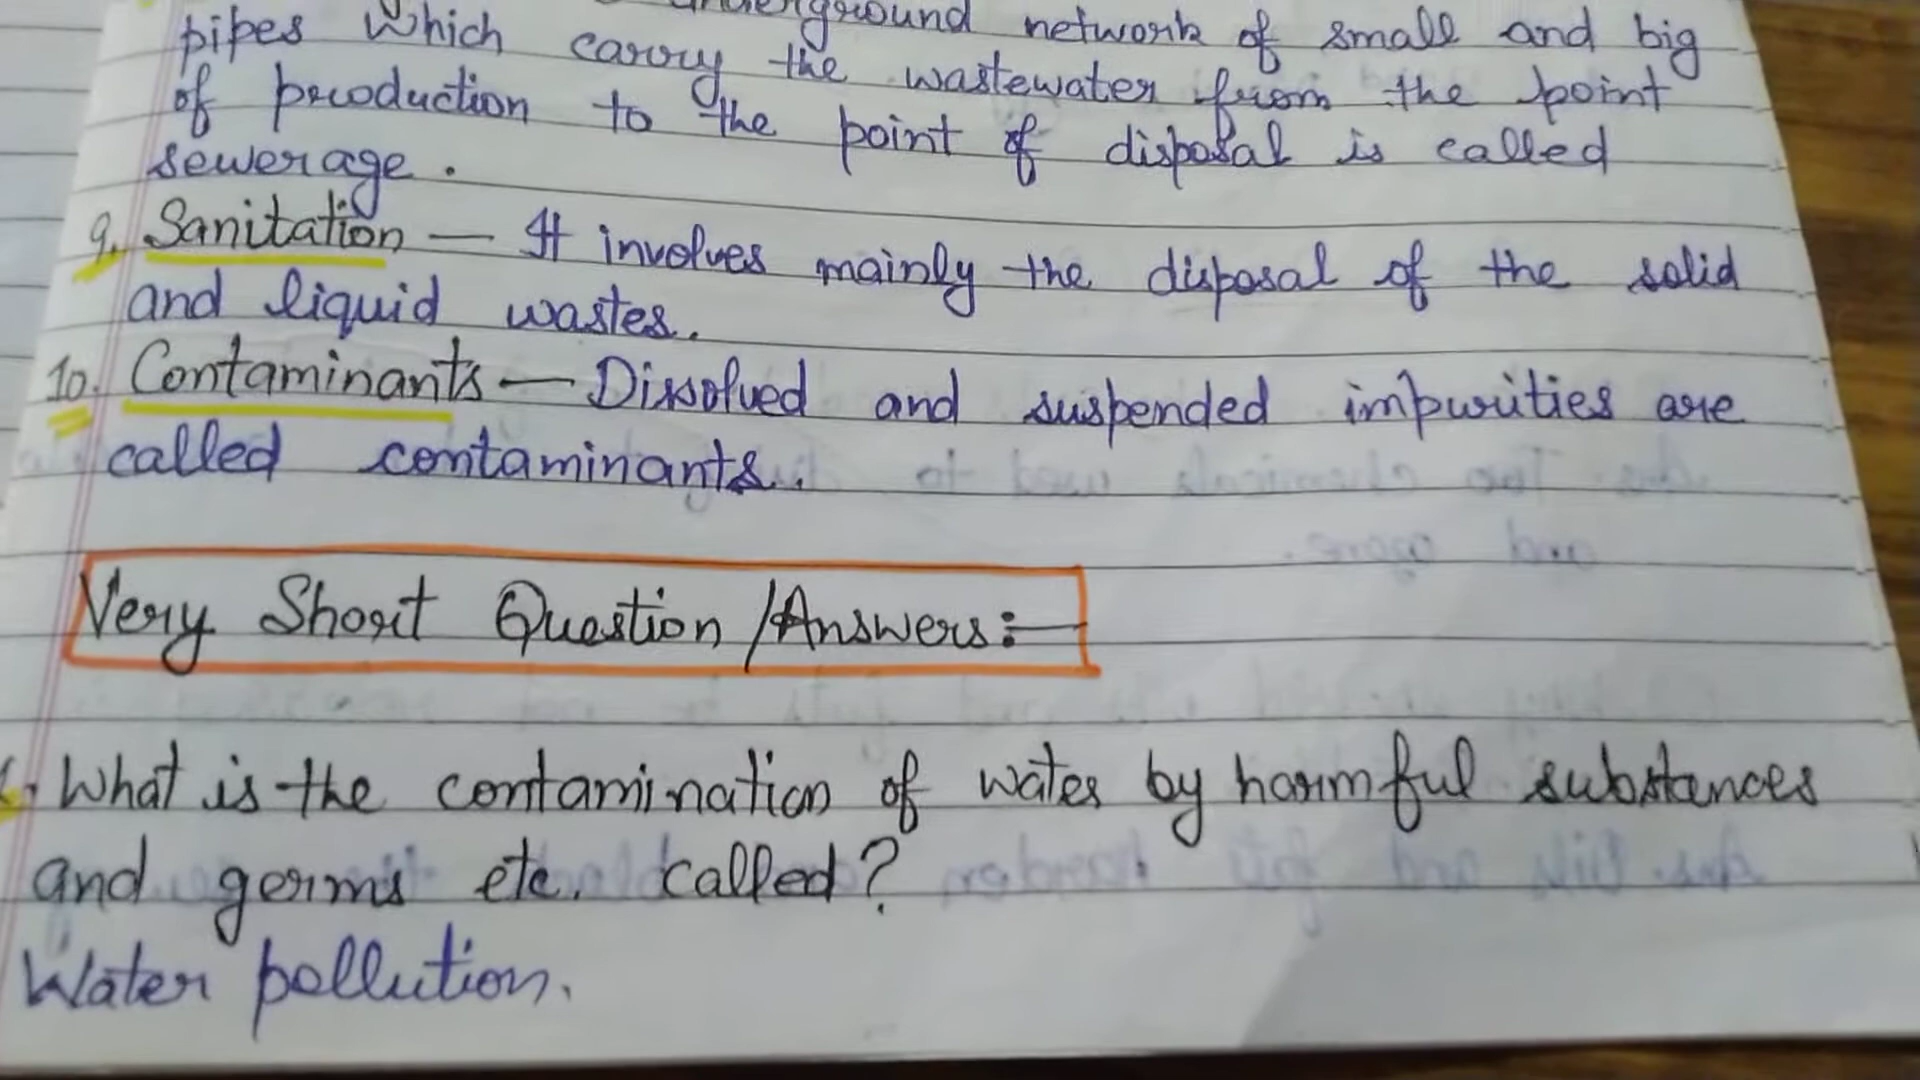 underground network of small and big
pipes which carry the wastewater from the point
of production to the point of disposal is called
sewerage.
9. Sanitation — It involves mainly the disposal of the solid
and liquid wastes.
10. Contaminants — Dissolved and suspended impurities are
called contaminants.
Very Short Question /Answers:—
What is the contamination of water by harmful substances
and germs etc. called?
Water pollution.